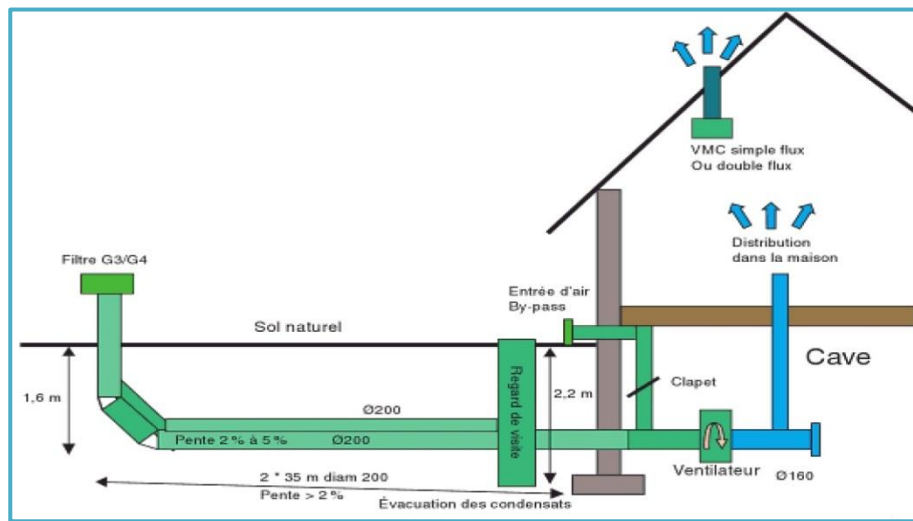 VMC simple flux
Ou double flux
Filtre G3/G4
Distribution
dans la maison
Entrée d'air
By-pass
Sol naturel
Cave
1,6 m
Regard de visite
2,2 m
Clapet
Ø200
Pente 2 % à 5 % Ø200
Ventilateur
Ø160
2 * 35 m diam 200
Pente > 2 %
Évacuation des condensats